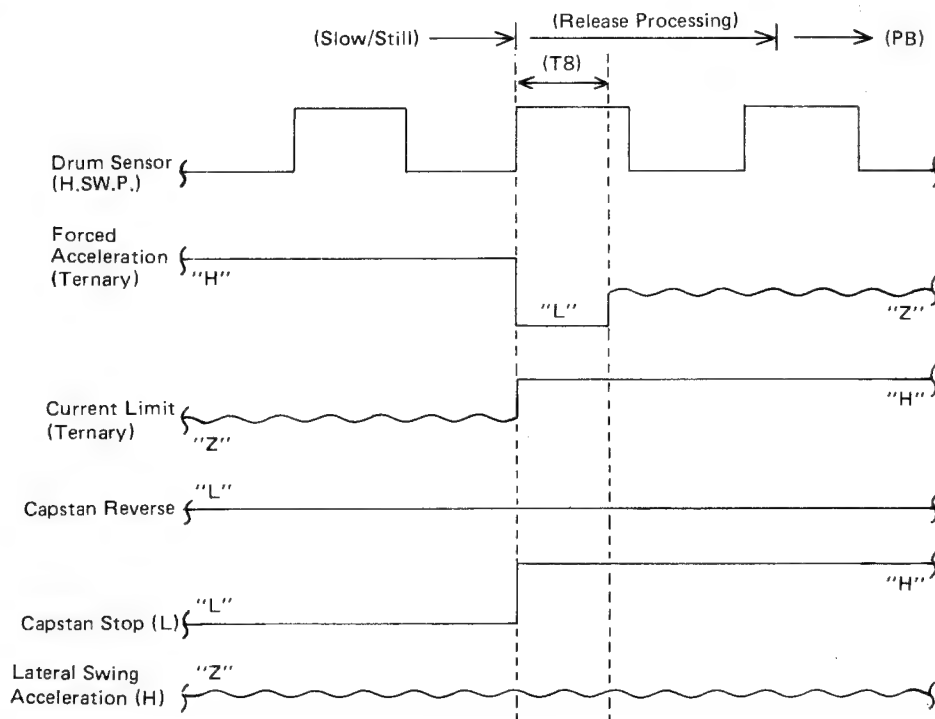 (Release Processing)
(Slow/Still)
(PB)
(T8)
Drum Sensor
(H.SW.P.)
Forced
Acceleration
(Ternary)
"H"
"L"
"Z"
Current Limit
(Ternary)
"Z"
"H"
Capstan Reverse
"L"
Capstan Stop (L)
"L"
"H"
Lateral Swing
Acceleration (H)
"Z"